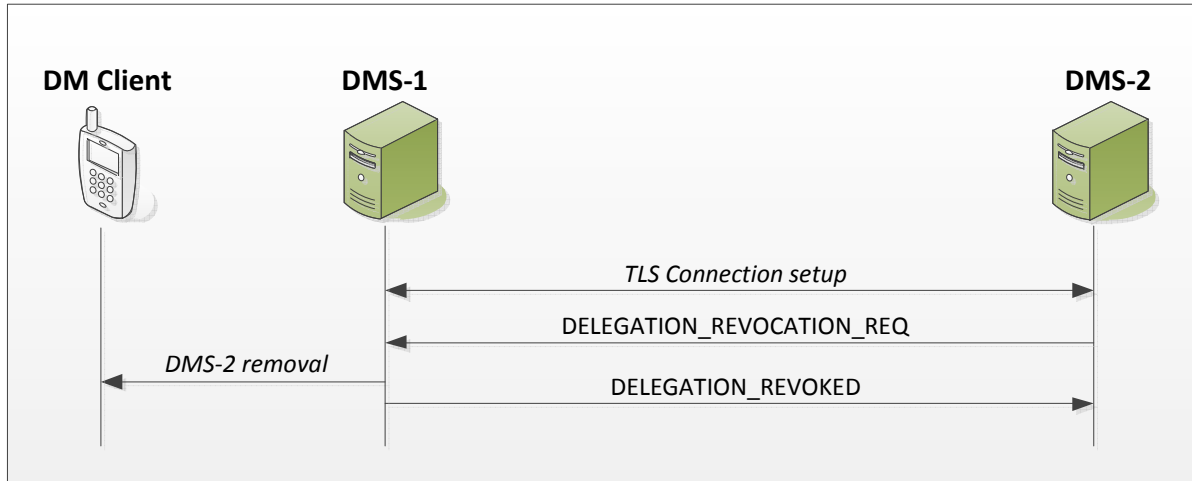 DM Client
DMS-1
DMS-2
TLS Connection setup
DELEGATION_REVOCATION_REQ
DMS-2 removal
DELEGATION_REVOKED